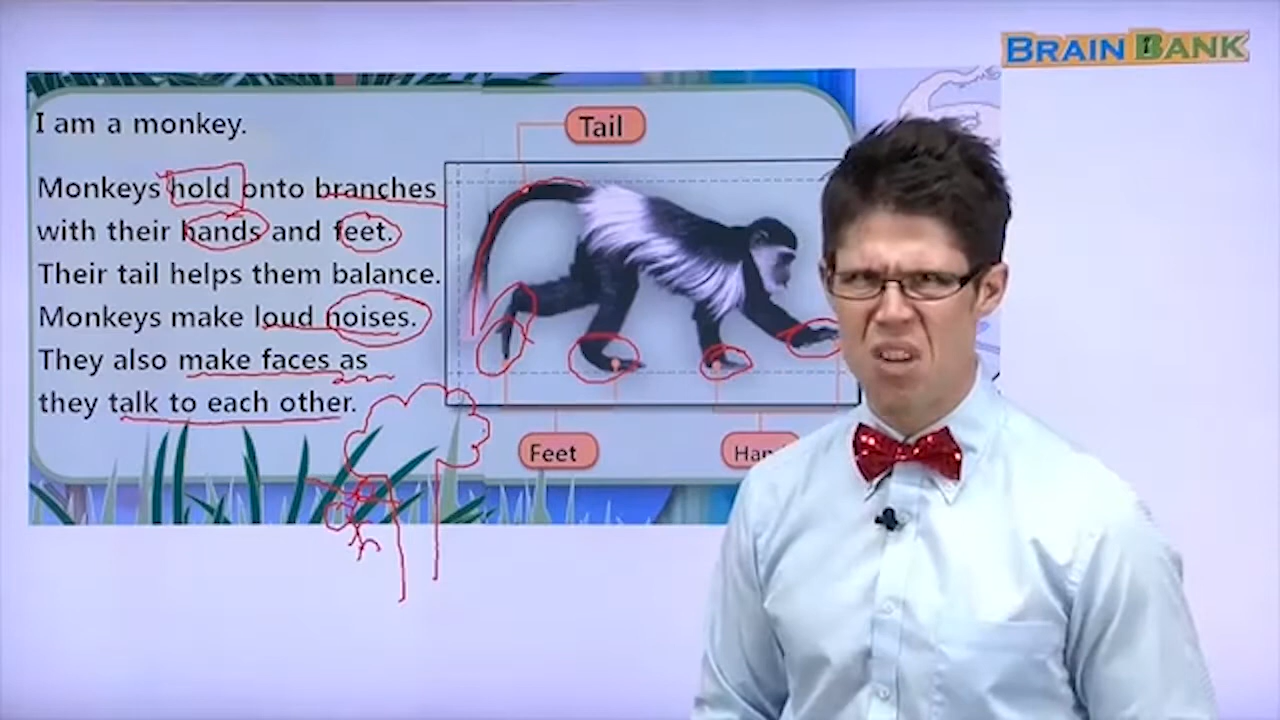 BRAIN BANK
I am a monkey.
Tail
Monkeys hold onto branches
with their hands and feet.
Their tail helps them balance.
Monkeys make loud noises.
They also make faces as
they talk to each other.
Feet